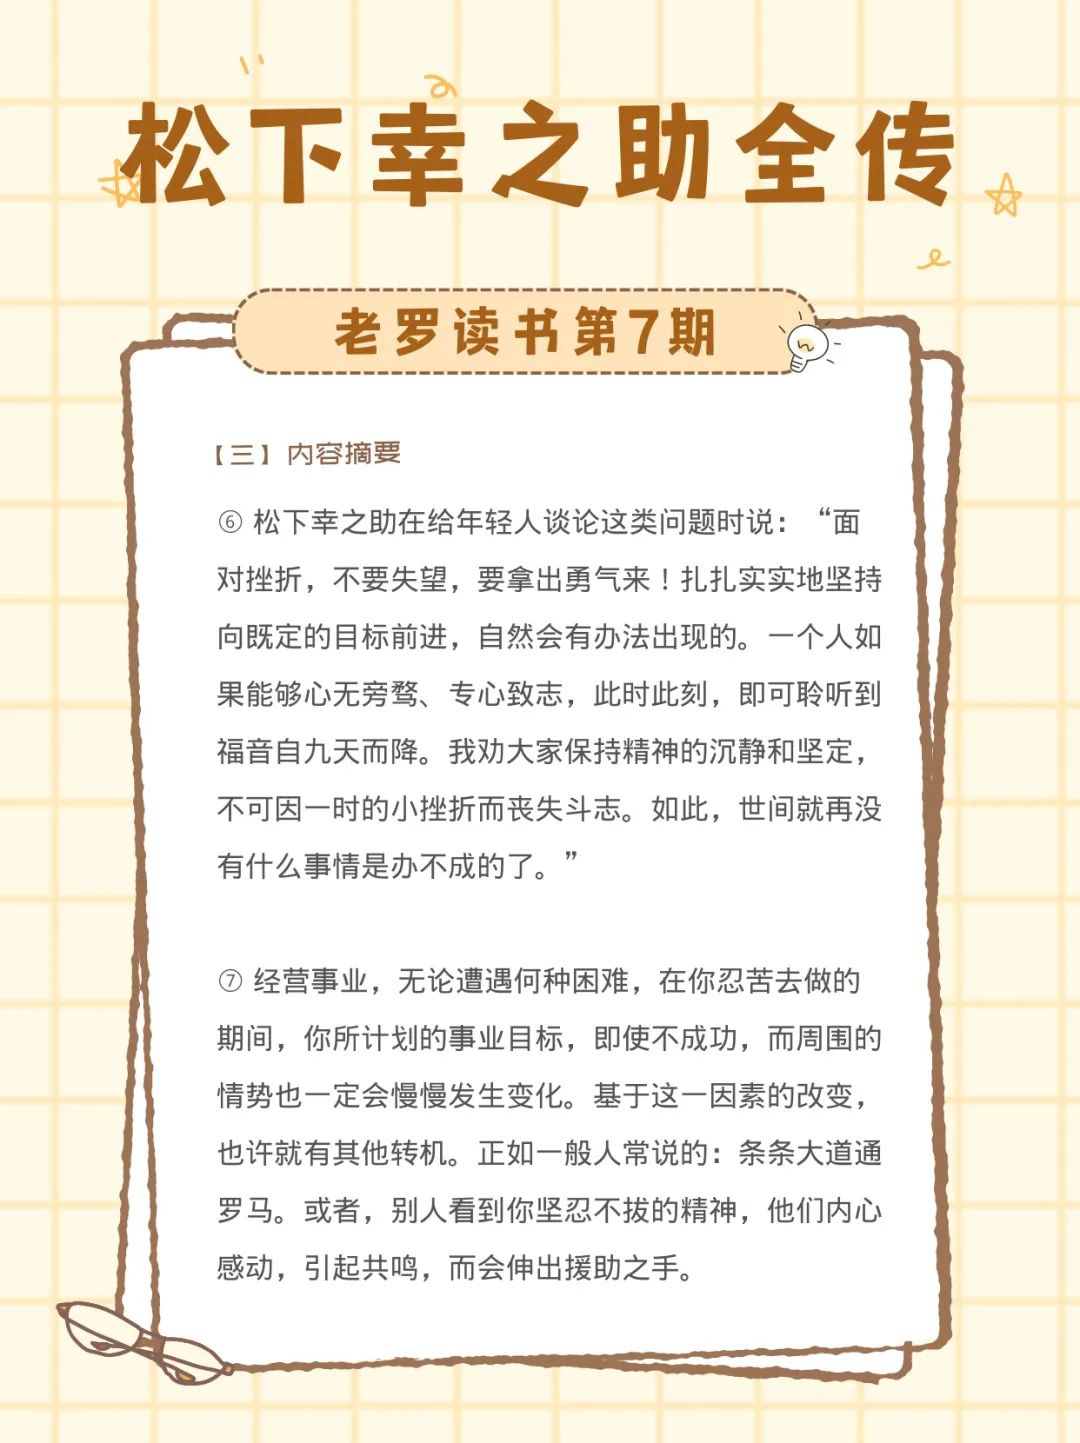 松下幸之助全传
老罗读书第7期
【三】内容摘要
⑥ 松下幸之助在给年轻人谈论这类问题时说：“面
对挫折，不要失望，要拿出勇气来！扎扎实实地坚持
向既定的目标前进，自然会有办法出现的。一个人如
果能够心无旁骛、专心致志，此时此刻，即可聆听到
福音自九天而降。我劝大家保持精神的沉静和坚定，
不可因一时的小挫折而丧失斗志。如此，世间就再没
有什么事情是办不成的了。”
⑦ 经营事业，无论遭遇何种困难，在你忍苦去做的
期间，你所计划的事业目标，即使不成功，而周围的
情势也一定会慢慢发生变化。基于这一因素的改变，
也许就有其他转机。正如一般人常说的：条条大道通
罗马。或者，别人看到你坚忍不拔的精神，他们内心
感动，引起共鸣，而会伸出援助之手。